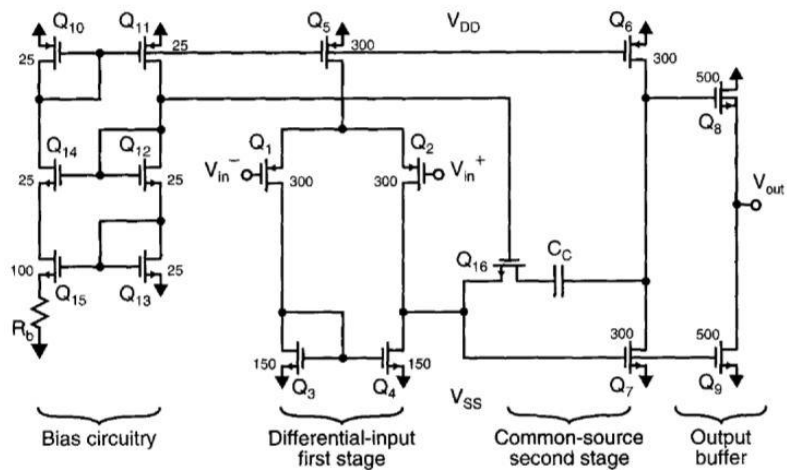 Q10 Q11 Q5 VDD Q6
25 25 300 300
500
Q14 Q12 Q1 Q2 Q8
Vin− Vin+
25 25 300 300
Vout
Q16 CC
100 25
Q15 Q13
Rb
300 500
150 150
Q3 Q4 Q7 Q9
VSS
Bias circuitry
Differential-input
first stage
Common-source
second stage
Output
buffer